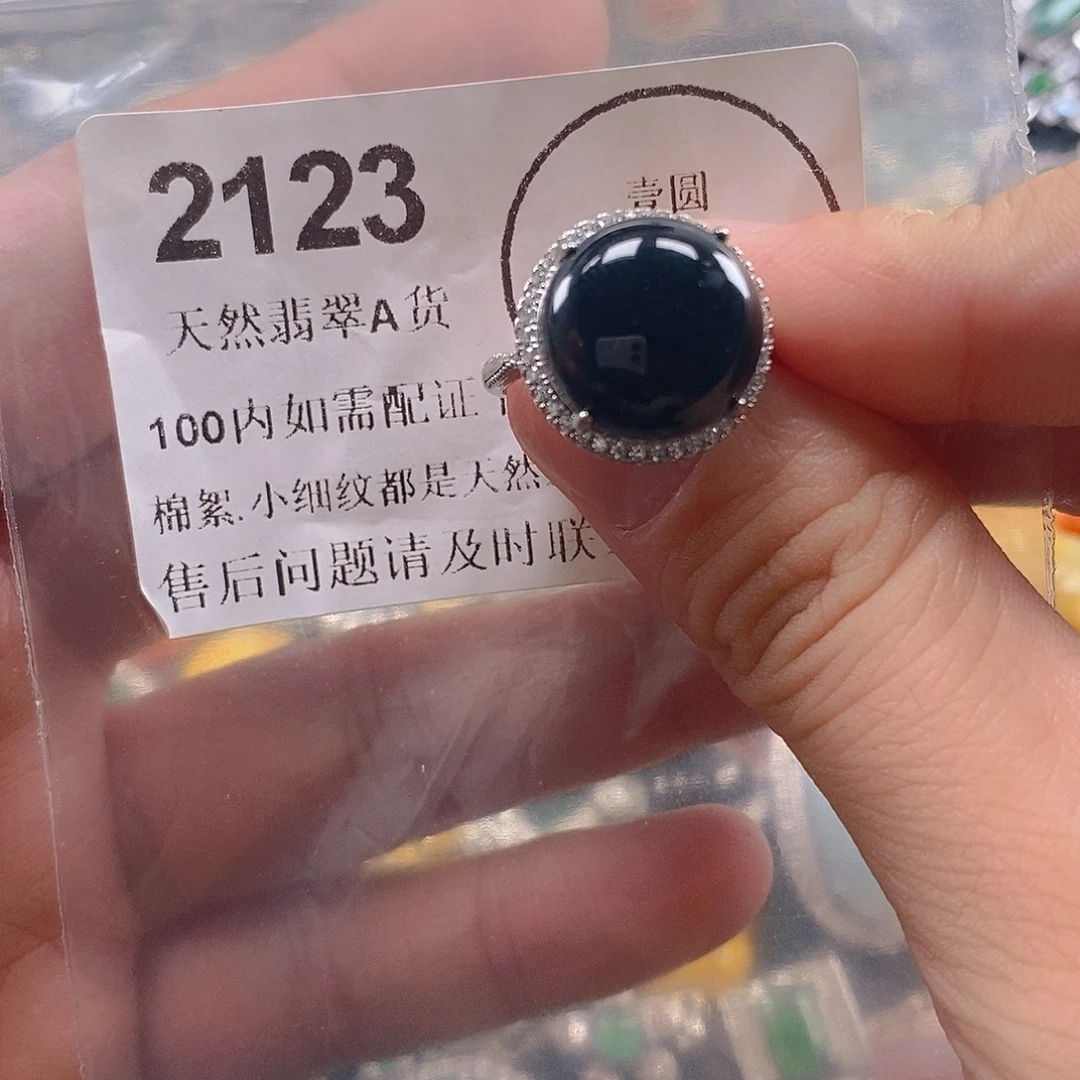 2123
壹圆
天然翡翠A货
100内如需配证
棉絮.小细纹都是天然
售后问题请及时联